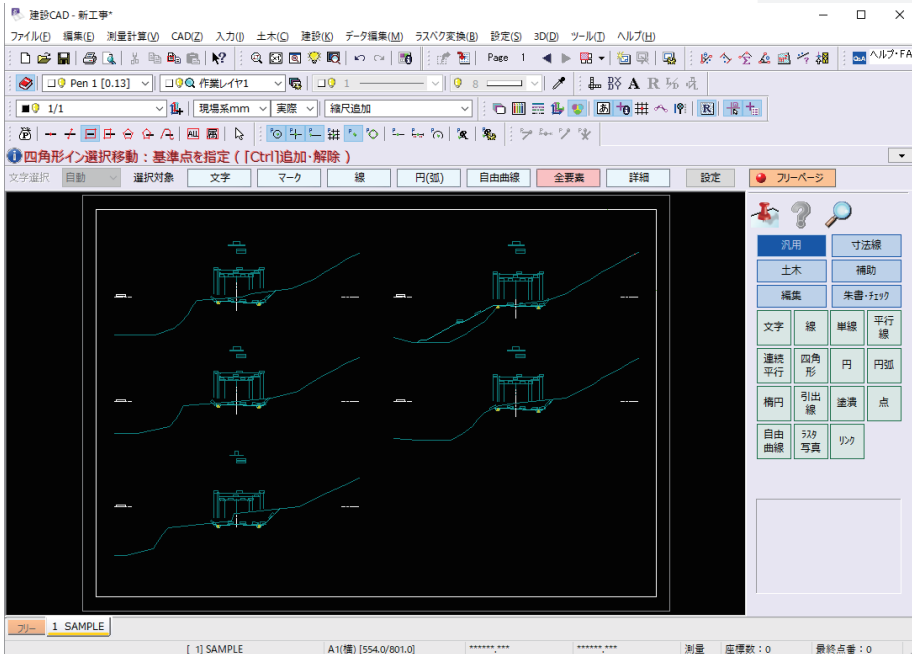 建設CAD - 新工事*
ファイル(F) 編集(E) 測量計算(V) CAD(Z) 入力(I) 土木(C) 建設(K) データ編集(M) ラスベク変換(B) 設定(S) 3D(D) ツール(T) ヘルプ(H)
Page 1 Q&A ヘルプ・FA
Pen 1 [0.13] 作業レイヤ1 1 8 A R
1/1 現場系mm 実際 縮尺追加 あ R
ALL
四角形イン選択移動：基準点を指定 ( [Ctrl]追加・解除 )
文字選択 自動 選択対象 文字 マーク 線 円(弧) 自由曲線 全要素 詳細 設定 フリーページ
汎用 寸法線
土木 補助
編集 朱書・チェック
文字 線 単線 平行線
連続平行 四角形 円 円弧
楕円 引出線 塗潰 点
自由曲線 ラスタ写真 リンク
フリー 1 SAMPLE
[ 1] SAMPLE A1(横) [554.0/801.0] ******.*** ******.*** 測量 座標数：0 最終点番：0